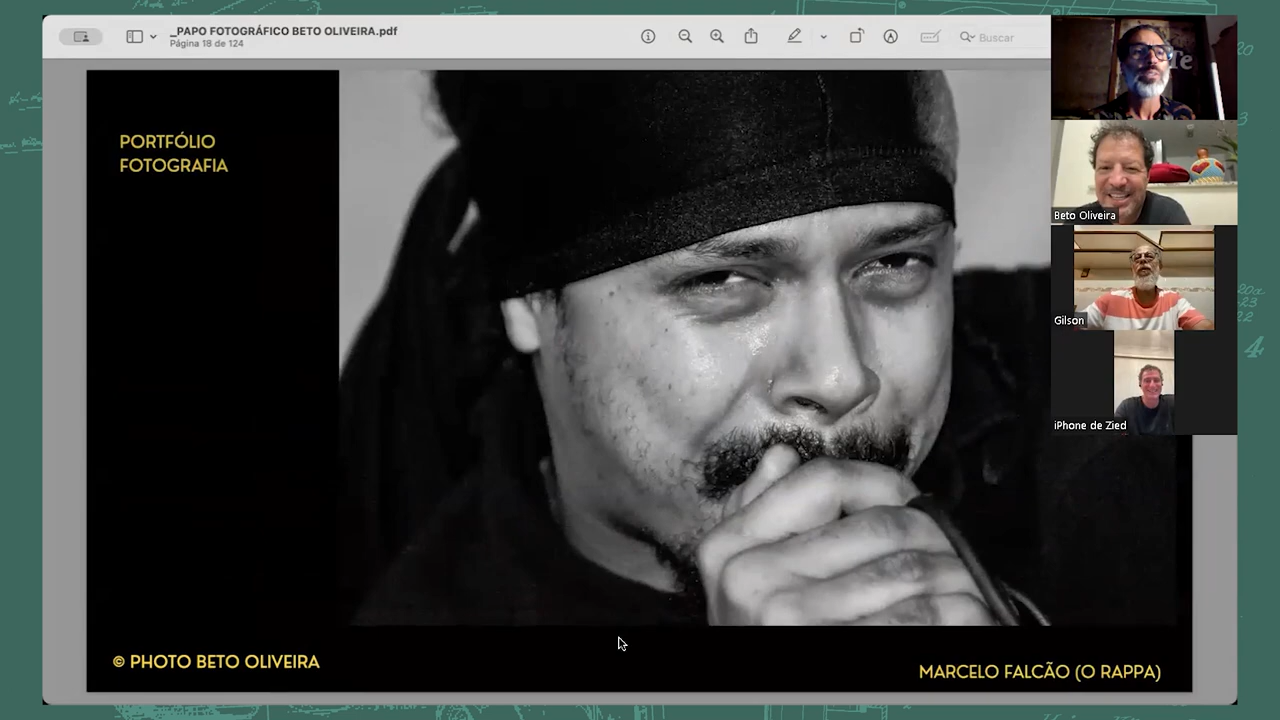 _PAPO FOTOGRÁFICO BETO OLIVEIRA.pdf
Página 18 de 124
Buscar
PORTFÓLIO
FOTOGRAFIA
© PHOTO BETO OLIVEIRA
MARCELO FALCÃO (O RAPPA)
Te
Beto Oliveira
Gilson
iPhone de Zied